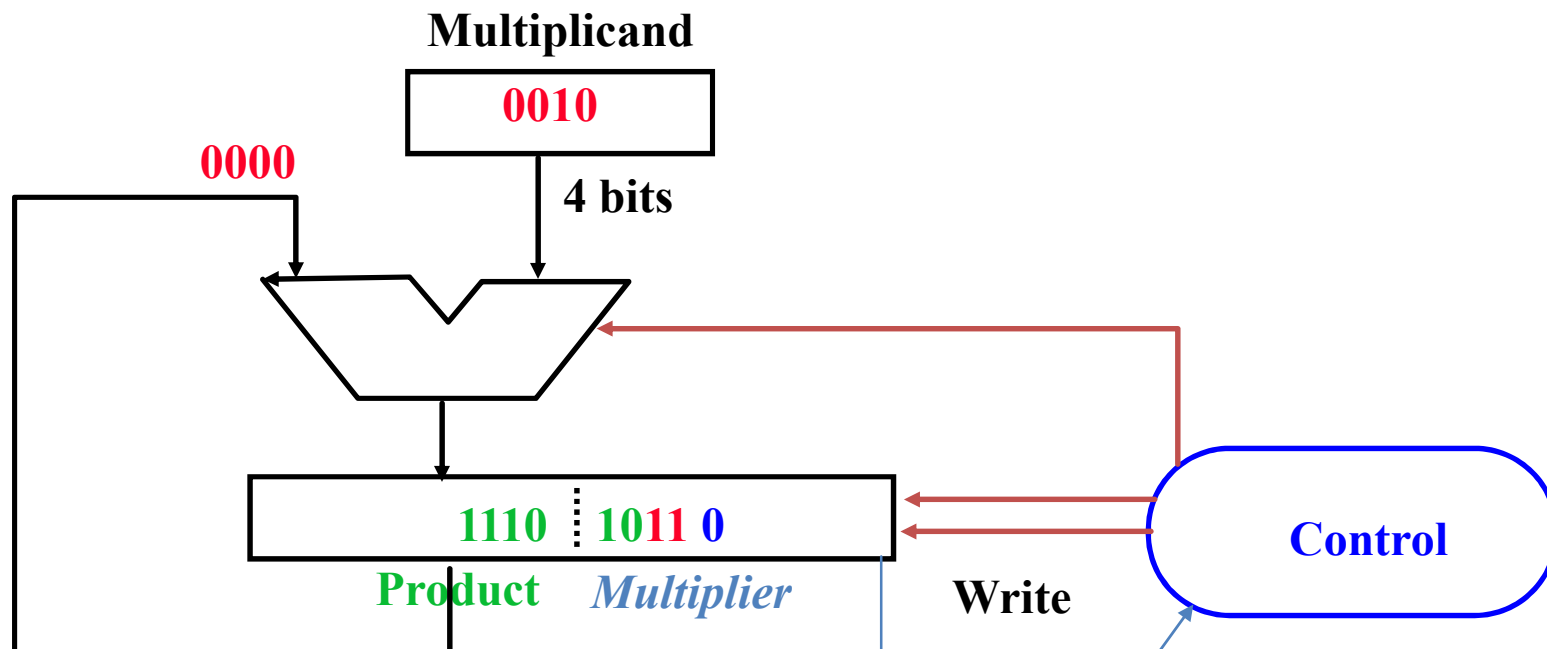 Multiplicand
0010
0000
4 bits
1110 1011 0
Control
Product Multiplier
Write